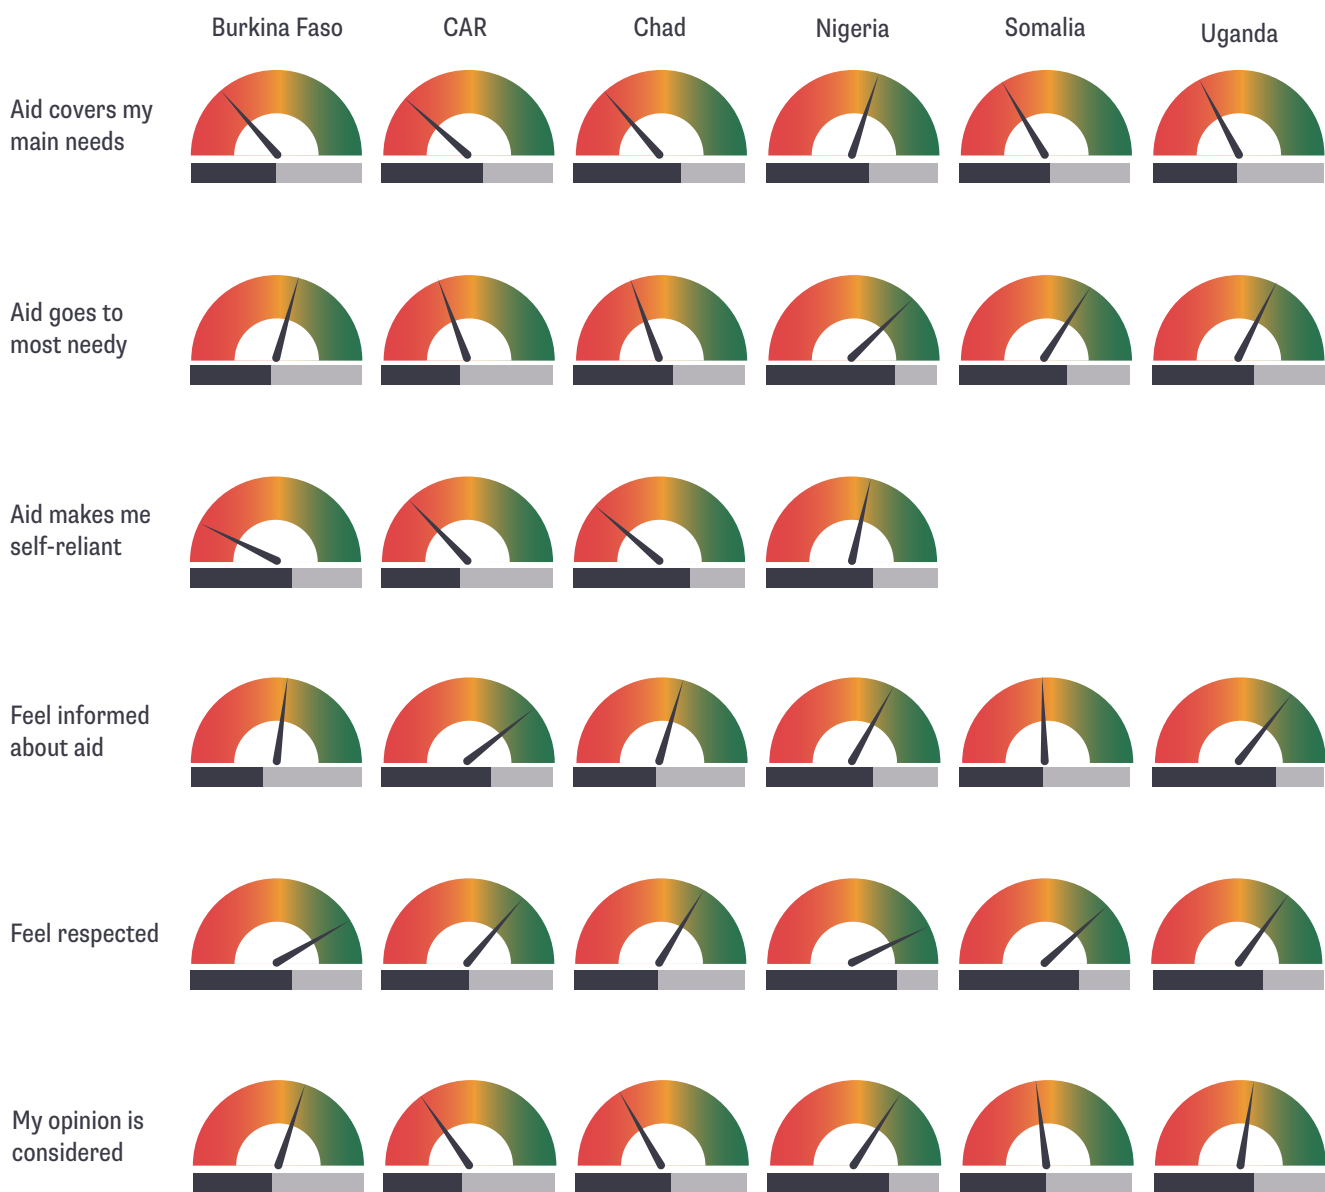 Burkina Faso CAR Chad Nigeria Somalia Uganda
Aid covers my
main needs
Aid goes to
most needy
Aid makes me
self-reliant
Feel informed
about aid
Feel respected
My opinion is
considered